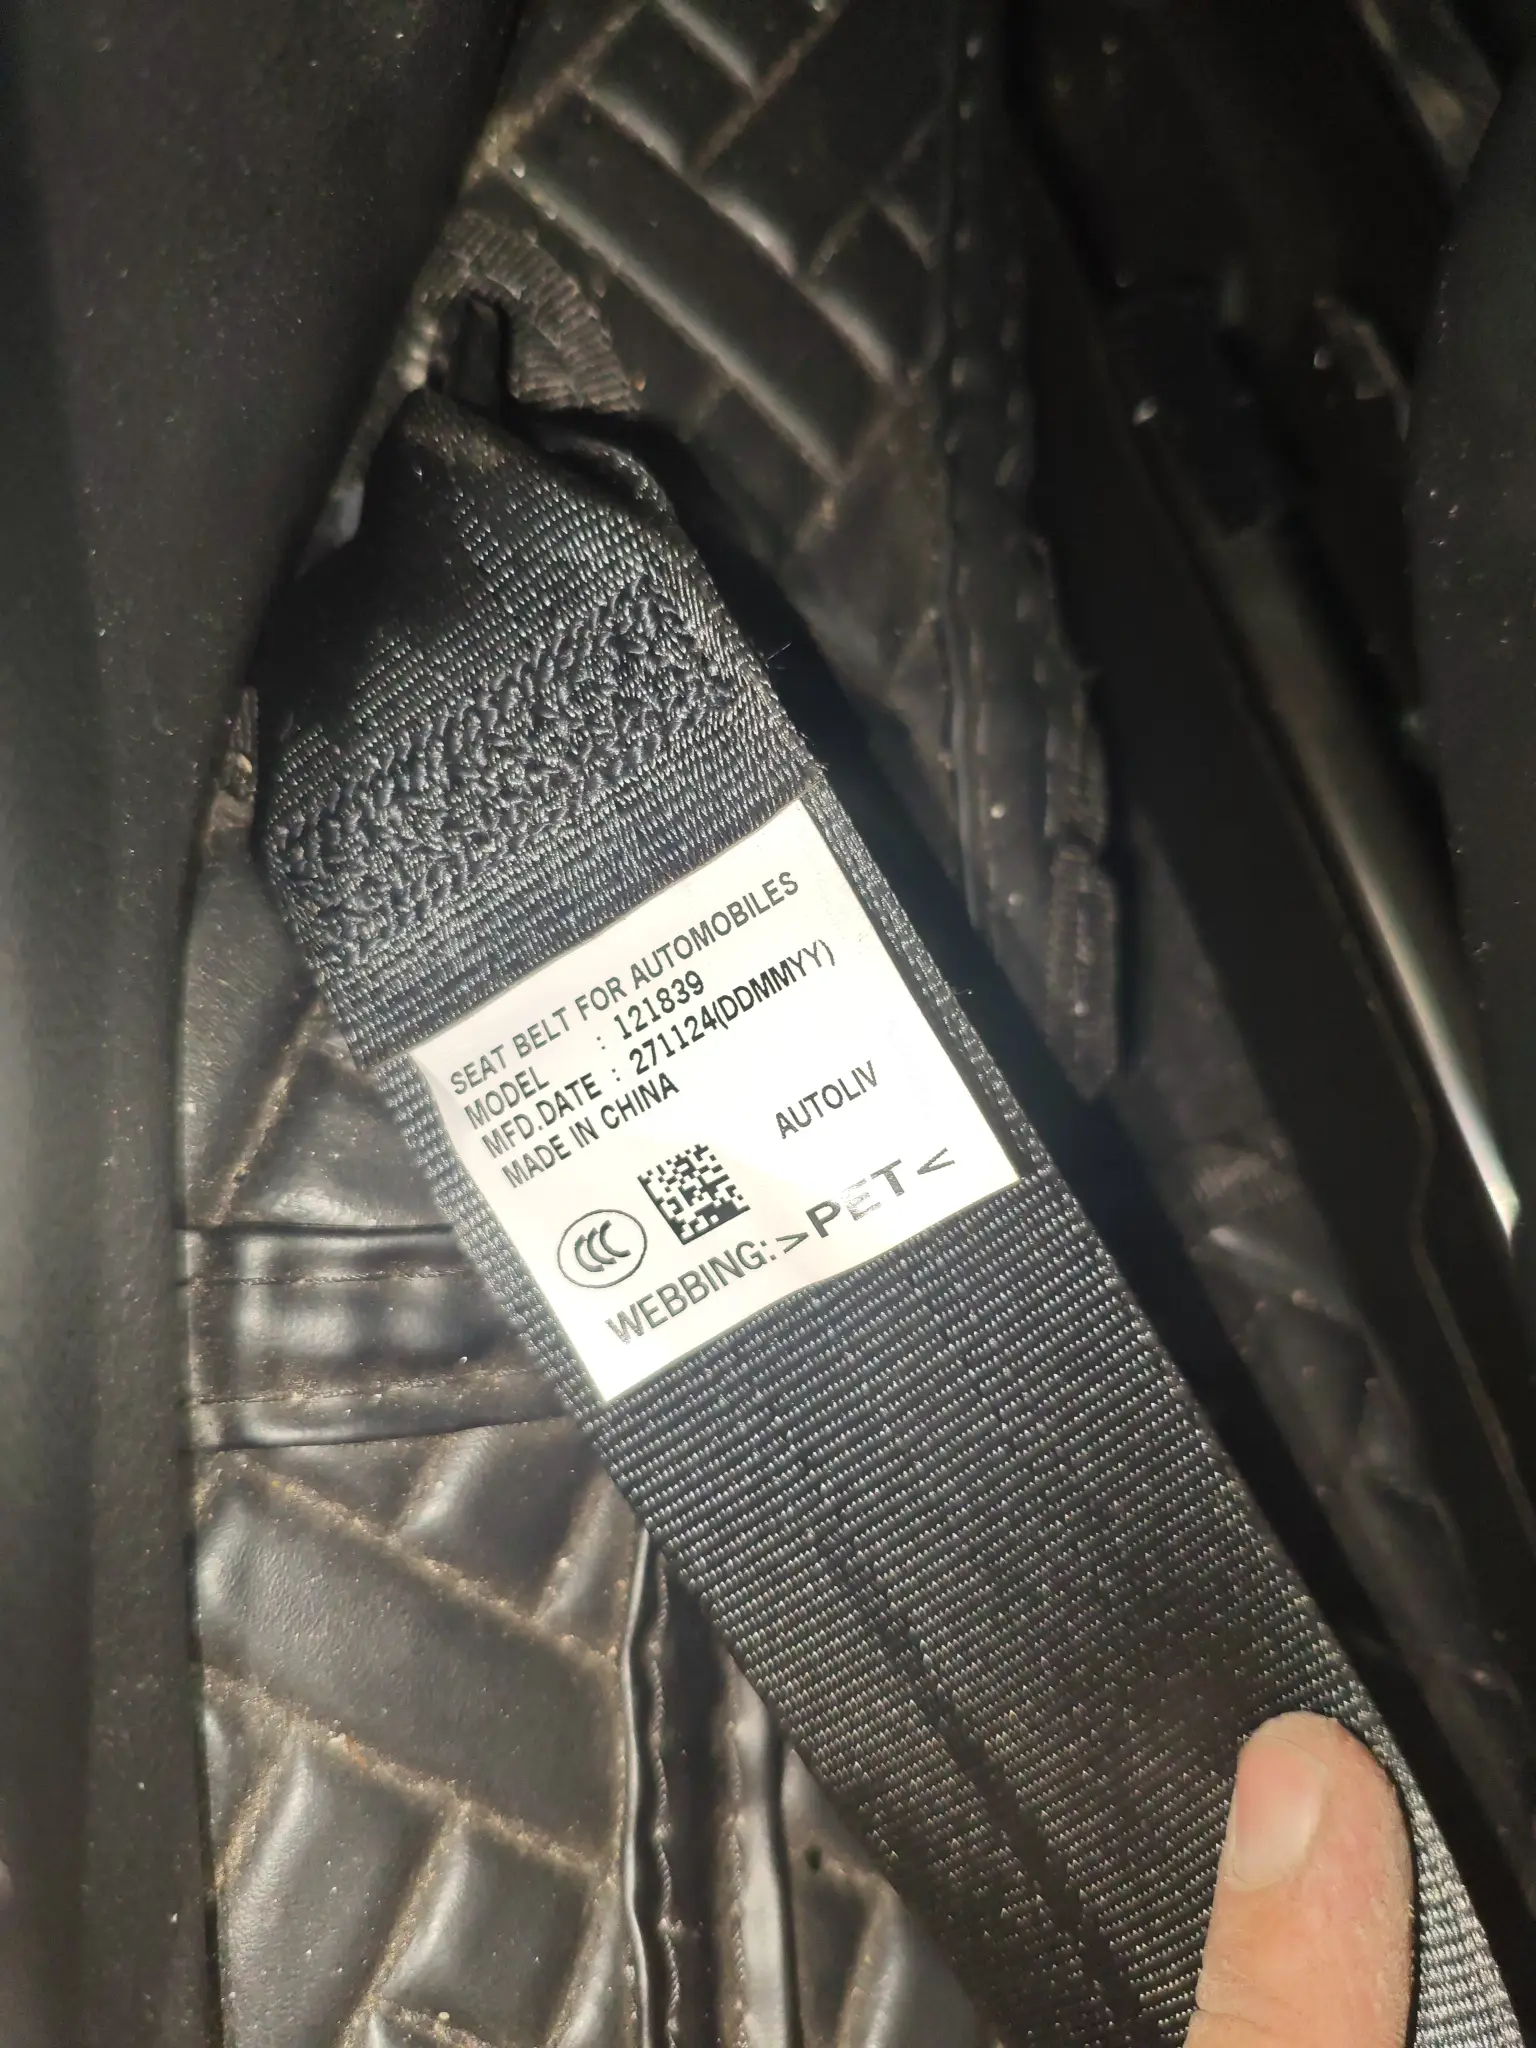 SEAT BELT FOR AUTOMOBILES
MODEL : 121839
MFD.DATE : 271124(DDMMYY)
MADE IN CHINA
AUTOLIV
CCC
WEBBING:>PET<